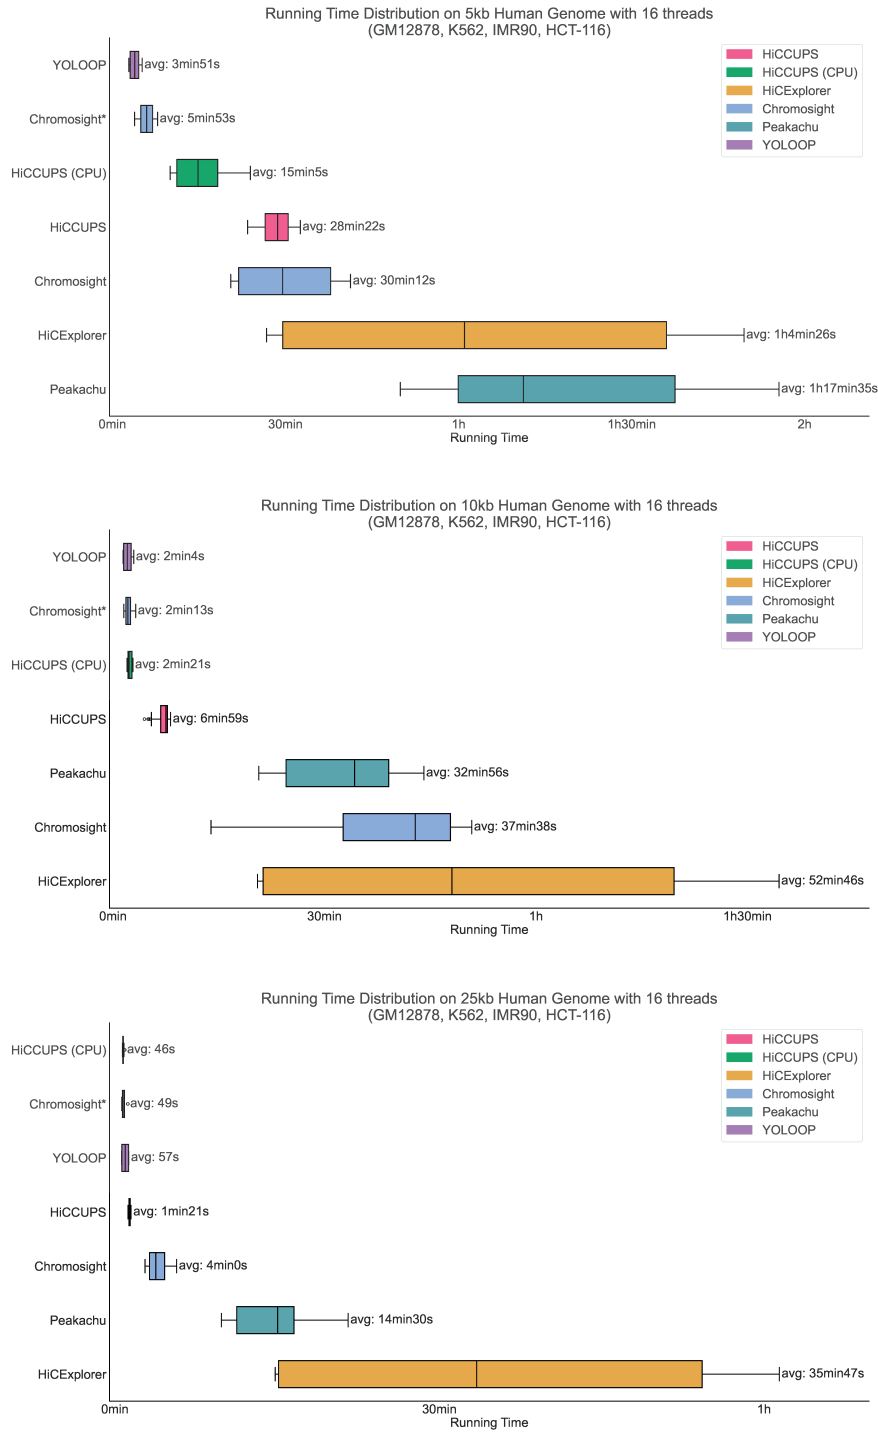 Running Time Distribution on 5kb Human Genome with 16 threads
(GM12878, K562, IMR90, HCT-116)
HiCCUPS
HiCCUPS (CPU)
HiCExplorer
Chromosight
Peakachu
YOLOOP
YOLOOP avg: 3min51s
Chromosight* avg: 5min53s
HiCCUPS (CPU) avg: 15min5s
HiCCUPS avg: 28min22s
Chromosight avg: 30min12s
HiCExplorer avg: 1h4min26s
Peakachu avg: 1h17min35s
0min 30min 1h 1h30min 2h
Running Time
Running Time Distribution on 10kb Human Genome with 16 threads
(GM12878, K562, IMR90, HCT-116)
HiCCUPS
HiCCUPS (CPU)
HiCExplorer
Chromosight
Peakachu
YOLOOP
YOLOOP avg: 2min4s
Chromosight* avg: 2min13s
HiCCUPS (CPU) avg: 2min21s
HiCCUPS avg: 6min59s
Peakachu avg: 32min56s
Chromosight avg: 37min38s
HiCExplorer avg: 52min46s
0min 30min 1h 1h30min
Running Time
Running Time Distribution on 25kb Human Genome with 16 threads
(GM12878, K562, IMR90, HCT-116)
HiCCUPS
HiCCUPS (CPU)
HiCExplorer
Chromosight
Peakachu
YOLOOP
HiCCUPS (CPU) avg: 46s
Chromosight* avg: 49s
YOLOOP avg: 57s
HiCCUPS avg: 1min21s
Chromosight avg: 4min0s
Peakachu avg: 14min30s
HiCExplorer avg: 35min47s
0min 30min 1h
Running Time